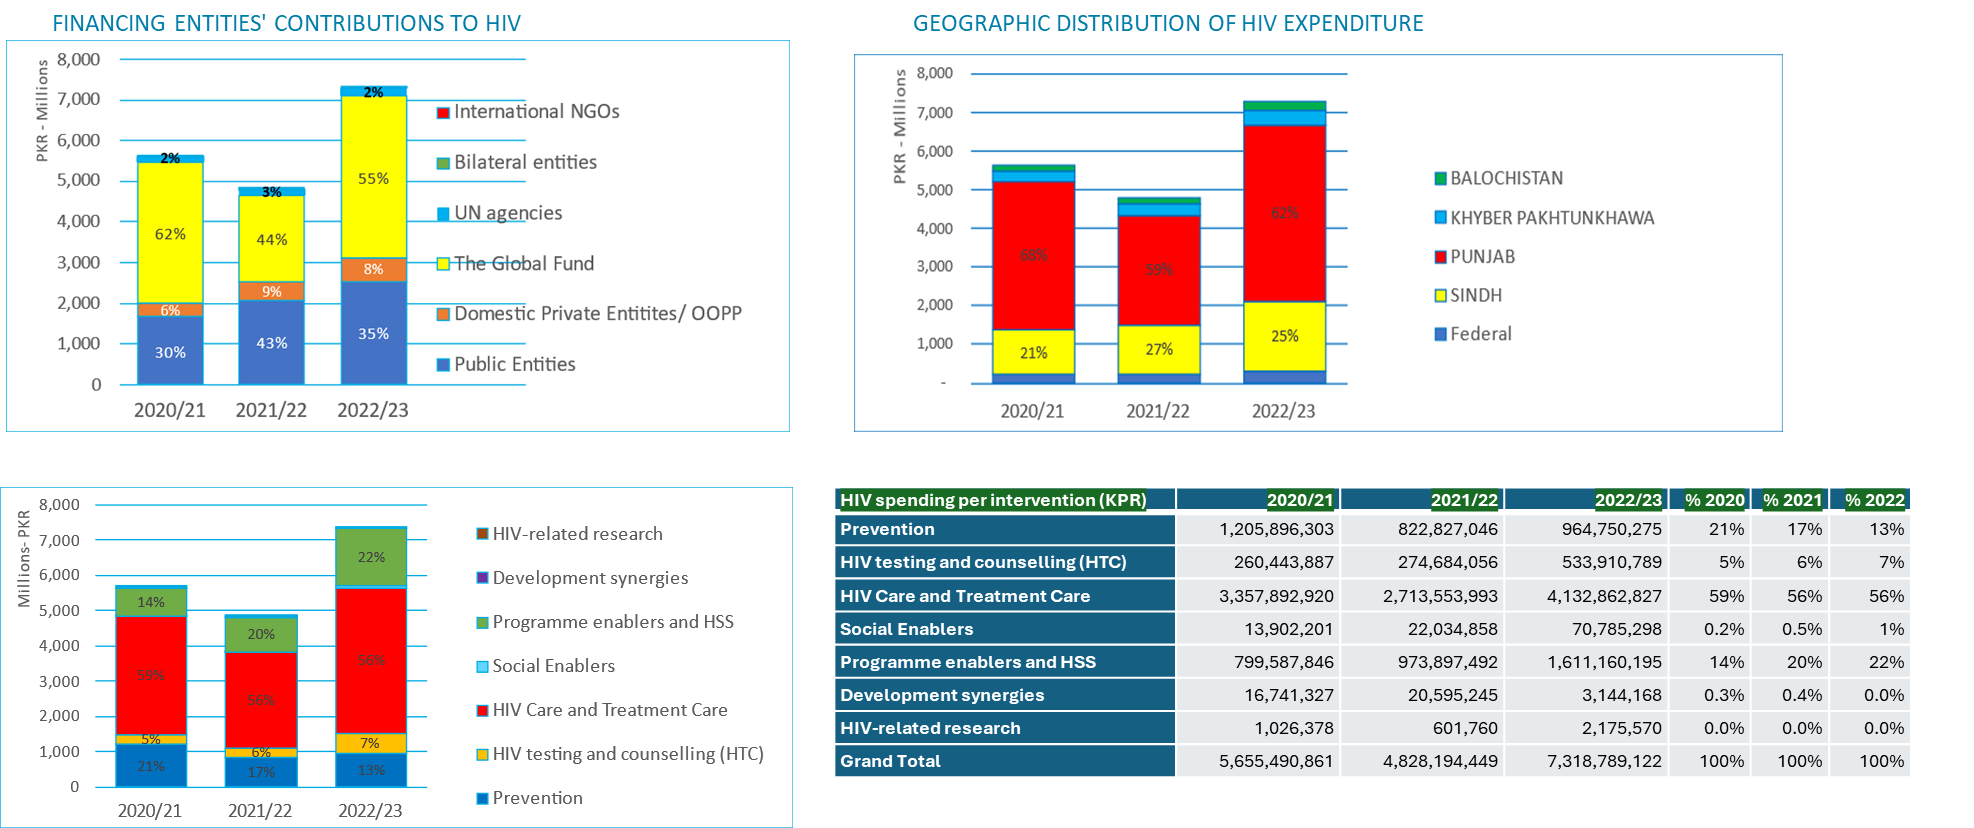 FINANCING ENTITIES' CONTRIBUTIONS TO HIV
PKR - Millions
8,000
7,000
6,000
5,000
4,000
3,000
2,000
1,000
0
2%
62%
6%
30%
3%
44%
9%
43%
2%
55%
8%
35%
2020/21
2021/22
2022/23
International NGOs
Bilateral entities
UN agencies
The Global Fund
Domestic Private Entitites/ OOPP
Public Entities
GEOGRAPHIC DISTRIBUTION OF HIV EXPENDITURE
PKR - Millions
8,000
7,000
6,000
5,000
4,000
3,000
2,000
1,000
-
68%
21%
59%
27%
62%
25%
2020/21
2021/22
2022/23
BALOCHISTAN
KHYBER PAKHTUNKHAWA
PUNJAB
SINDH
Federal
Millions- PKR
8,000
7,000
6,000
5,000
4,000
3,000
2,000
1,000
0
14%
59%
5%
21%
20%
56%
6%
17%
22%
56%
7%
13%
2020/21
2021/22
2022/23
HIV-related research
Development synergies
Programme enablers and HSS
Social Enablers
HIV Care and Treatment Care
HIV testing and counselling (HTC)
Prevention
HIV spending per intervention (KPR) 2020/21 2021/22 2022/23 % 2020 % 2021 % 2022
Prevention 1,205,896,303 822,827,046 964,750,275 21% 17% 13%
HIV testing and counselling (HTC) 260,443,887 274,684,056 533,910,789 5% 6% 7%
HIV Care and Treatment Care 3,357,892,920 2,713,553,993 4,132,862,827 59% 56% 56%
Social Enablers 13,902,201 22,034,858 70,785,298 0.2% 0.5% 1%
Programme enablers and HSS 799,587,846 973,897,492 1,611,160,195 14% 20% 22%
Development synergies 16,741,327 20,595,245 3,144,168 0.3% 0.4% 0.0%
HIV-related research 1,026,378 601,760 2,175,570 0.0% 0.0% 0.0%
Grand Total 5,655,490,861 4,828,194,449 7,318,789,122 100% 100% 100%